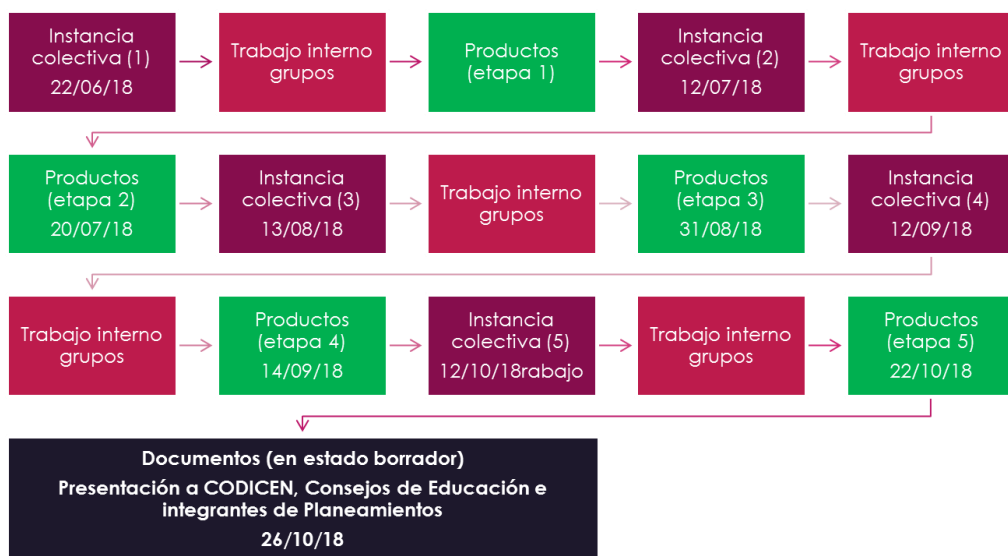 Instancia
colectiva (1)
22/06/18
Trabajo interno
grupos
Productos
(etapa 1)
Instancia
colectiva (2)
12/07/18
Trabajo interno
grupos
Productos
(etapa 2)
20/07/18
Instancia
colectiva (3)
13/08/18
Trabajo interno
grupos
Productos
(etapa 3)
31/08/18
Instancia
colectiva (4)
12/09/18
Trabajo interno
grupos
Productos
(etapa 4)
14/09/18
Instancia
colectiva (5)
12/10/18rabajo
Trabajo interno
grupos
Productos
(etapa 5)
22/10/18
Documentos (en estado borrador)
Presentación a CODICEN, Consejos de Educación e
integrantes de Planeamientos
26/10/18